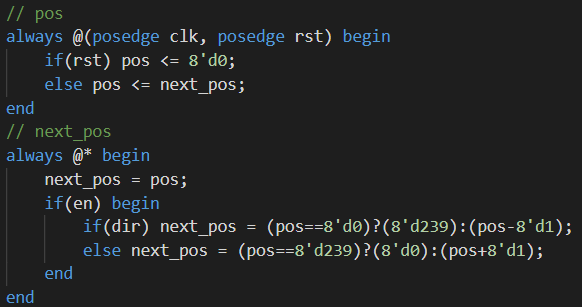 // pos
always @(posedge clk, posedge rst) begin
    if(rst) pos <= 8'd0;
    else pos <= next_pos;
end
// next_pos
always @* begin
    next_pos = pos;
    if(en) begin
        if(dir) next_pos = (pos==8'd0)?(8'd239):(pos-8'd1);
        else next_pos = (pos==8'd239)?(8'd0):(pos+8'd1);
    end
end